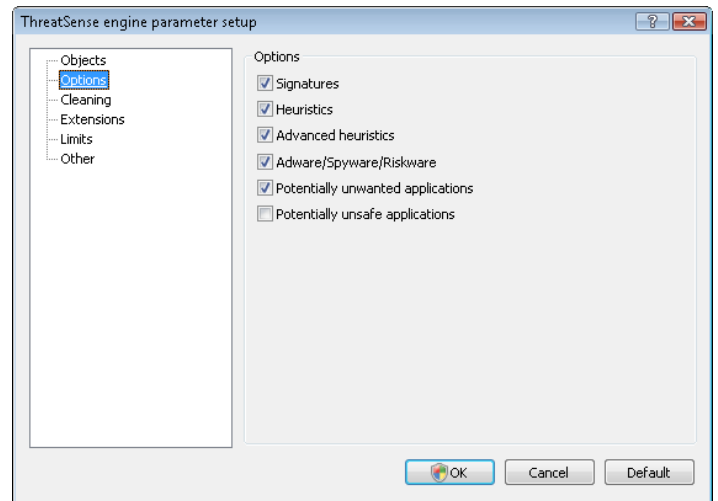 ThreatSense engine parameter setup
Objects
Options
Cleaning
Extensions
Limits
Other
Options
Signatures
Heuristics
Advanced heuristics
Adware/Spyware/Riskware
Potentially unwanted applications
Potentially unsafe applications
OK
Cancel
Default